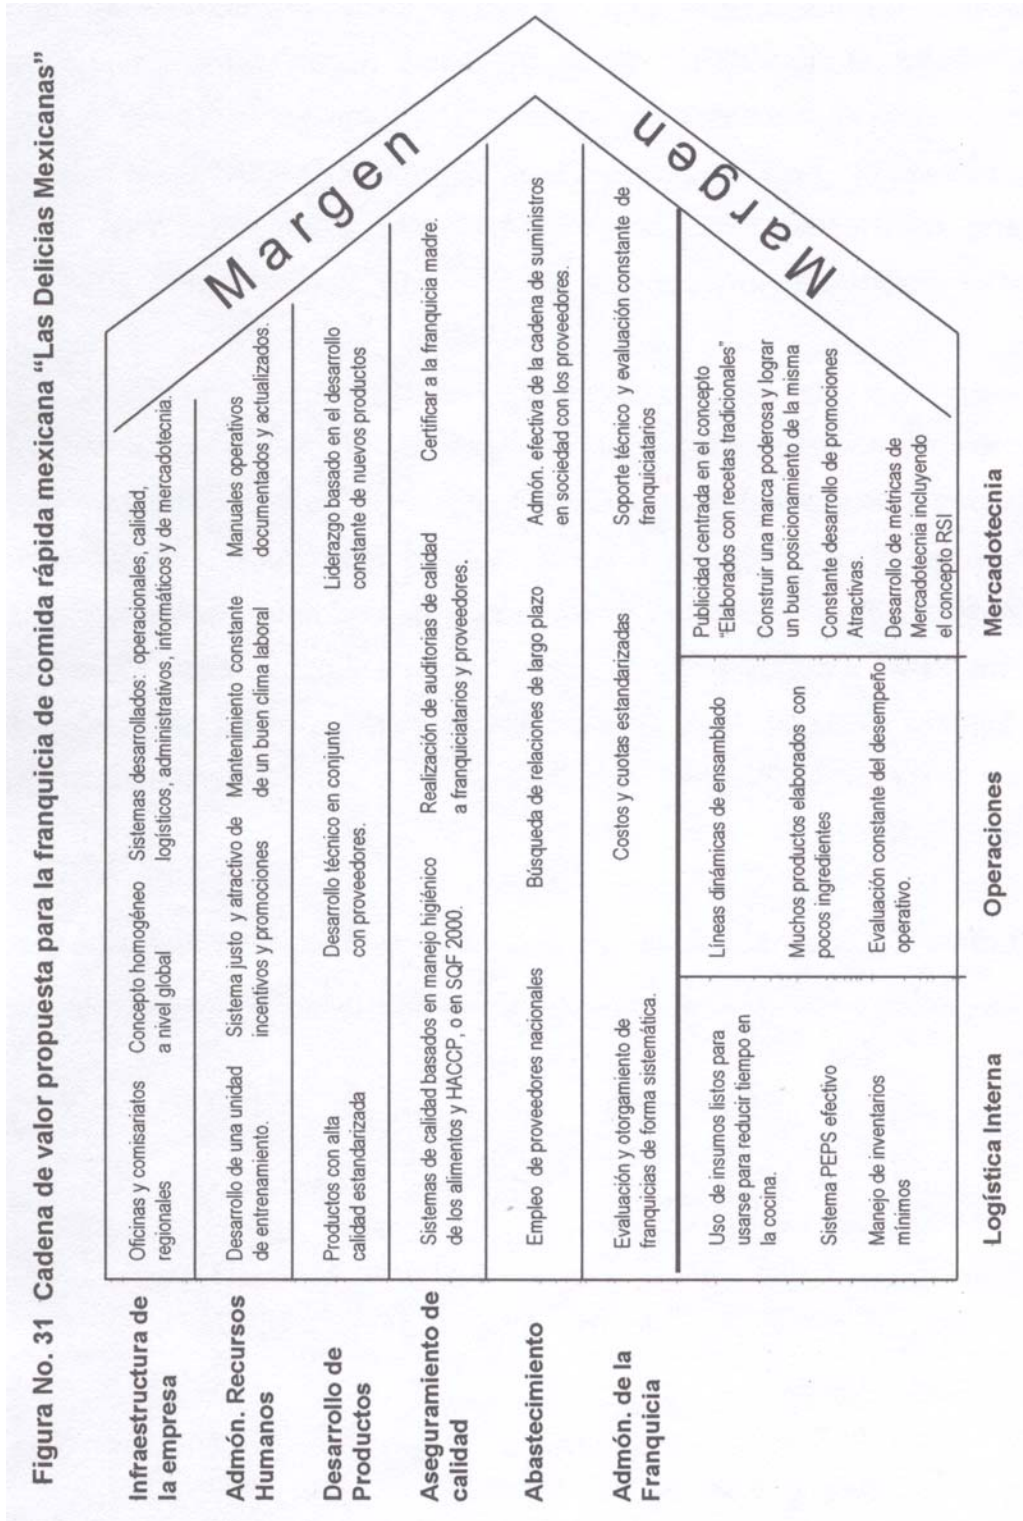 Figura No. 31 Cadena de valor propuesta para la franquicia de comida rápida mexicana “Las Delicias Mexicanas”
Infraestructura de
la empresa
Oficinas y comisariatos
regionales
Concepto homogéneo
a nivel global
Sistemas desarrollados: operacionales, calidad,
logísticos, administrativos, informáticos y de mercadotecnia.
Admón. Recursos
Humanos
Desarrollo de una unidad
de entrenamiento.
Sistema justo y atractivo de
incentivos y promociones
Mantenimiento constante
de un buen clima laboral
Manuales operativos
documentados y actualizados.
Desarrollo de
Productos
Productos con alta
calidad estandarizada
Desarrollo técnico en conjunto
con proveedores.
Liderazgo basado en el desarrollo
constante de nuevos productos
Aseguramiento de
calidad
Sistemas de calidad basados en manejo higiénico
de los alimentos y HACCP, o en SQF 2000.
Realización de auditorias de calidad
a franquiciatarios y proveedores.
Certificar a la franquicia madre.
Abastecimiento
Empleo de proveedores nacionales
Búsqueda de relaciones de largo plazo
Admón. efectiva de la cadena de suministros
en sociedad con los proveedores.
Admón. de la
Franquicia
Evaluación y otorgamiento de
franquicias de forma sistemática.
Costos y cuotas estandarizadas
Soporte técnico y evaluación constante de
franquiciatarios
Margen
Margen
Uso de insumos listos para
usarse para reducir tiempo en
la cocina.
Sistema PEPS efectivo
Manejo de inventarios
mínimos
Líneas dinámicas de ensamblado
Muchos productos elaborados con
pocos ingredientes
Evaluación constante del desempeño
operativo.
Publicidad centrada en el concepto
“Elaborados con recetas tradicionales”
Construir una marca poderosa y lograr
un buen posicionamiento de la misma
Constante desarrollo de promociones
Atractivas.
Desarrollo de métricas de
Mercadotecnia incluyendo
el concepto RSI
Logística Interna
Operaciones
Mercadotecnia